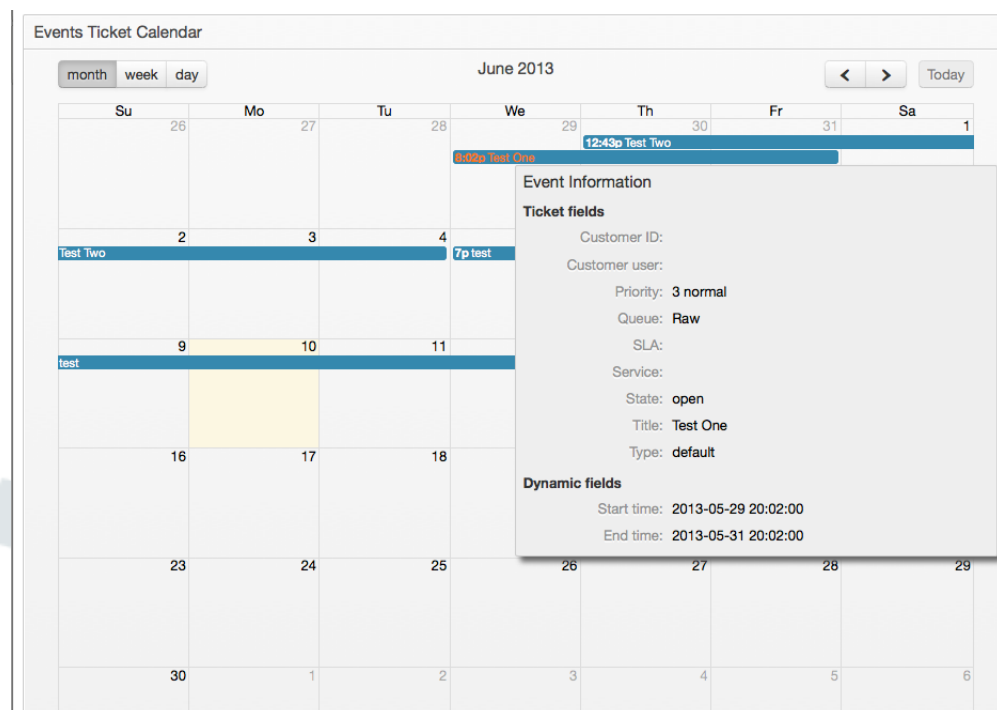 Events Ticket Calendar
month week day June 2013 Today
Su Mo Tu We Th Fr Sa
26 27 28 29 30 31 1
12:43p Test Two
8:02p Test One
Event Information
Ticket fields
Customer ID:
2 3 4
Test Two 7p test
Customer user:
Priority: 3 normal
Queue: Raw
9 10 11
SLA:
test
Service:
State: open
Title: Test One
16 17 18
Type: default
Dynamic fields
Start time: 2013-05-29 20:02:00
End time: 2013-05-31 20:02:00
23 24 25 26 27 28 29
30 1 2 3 4 5 6